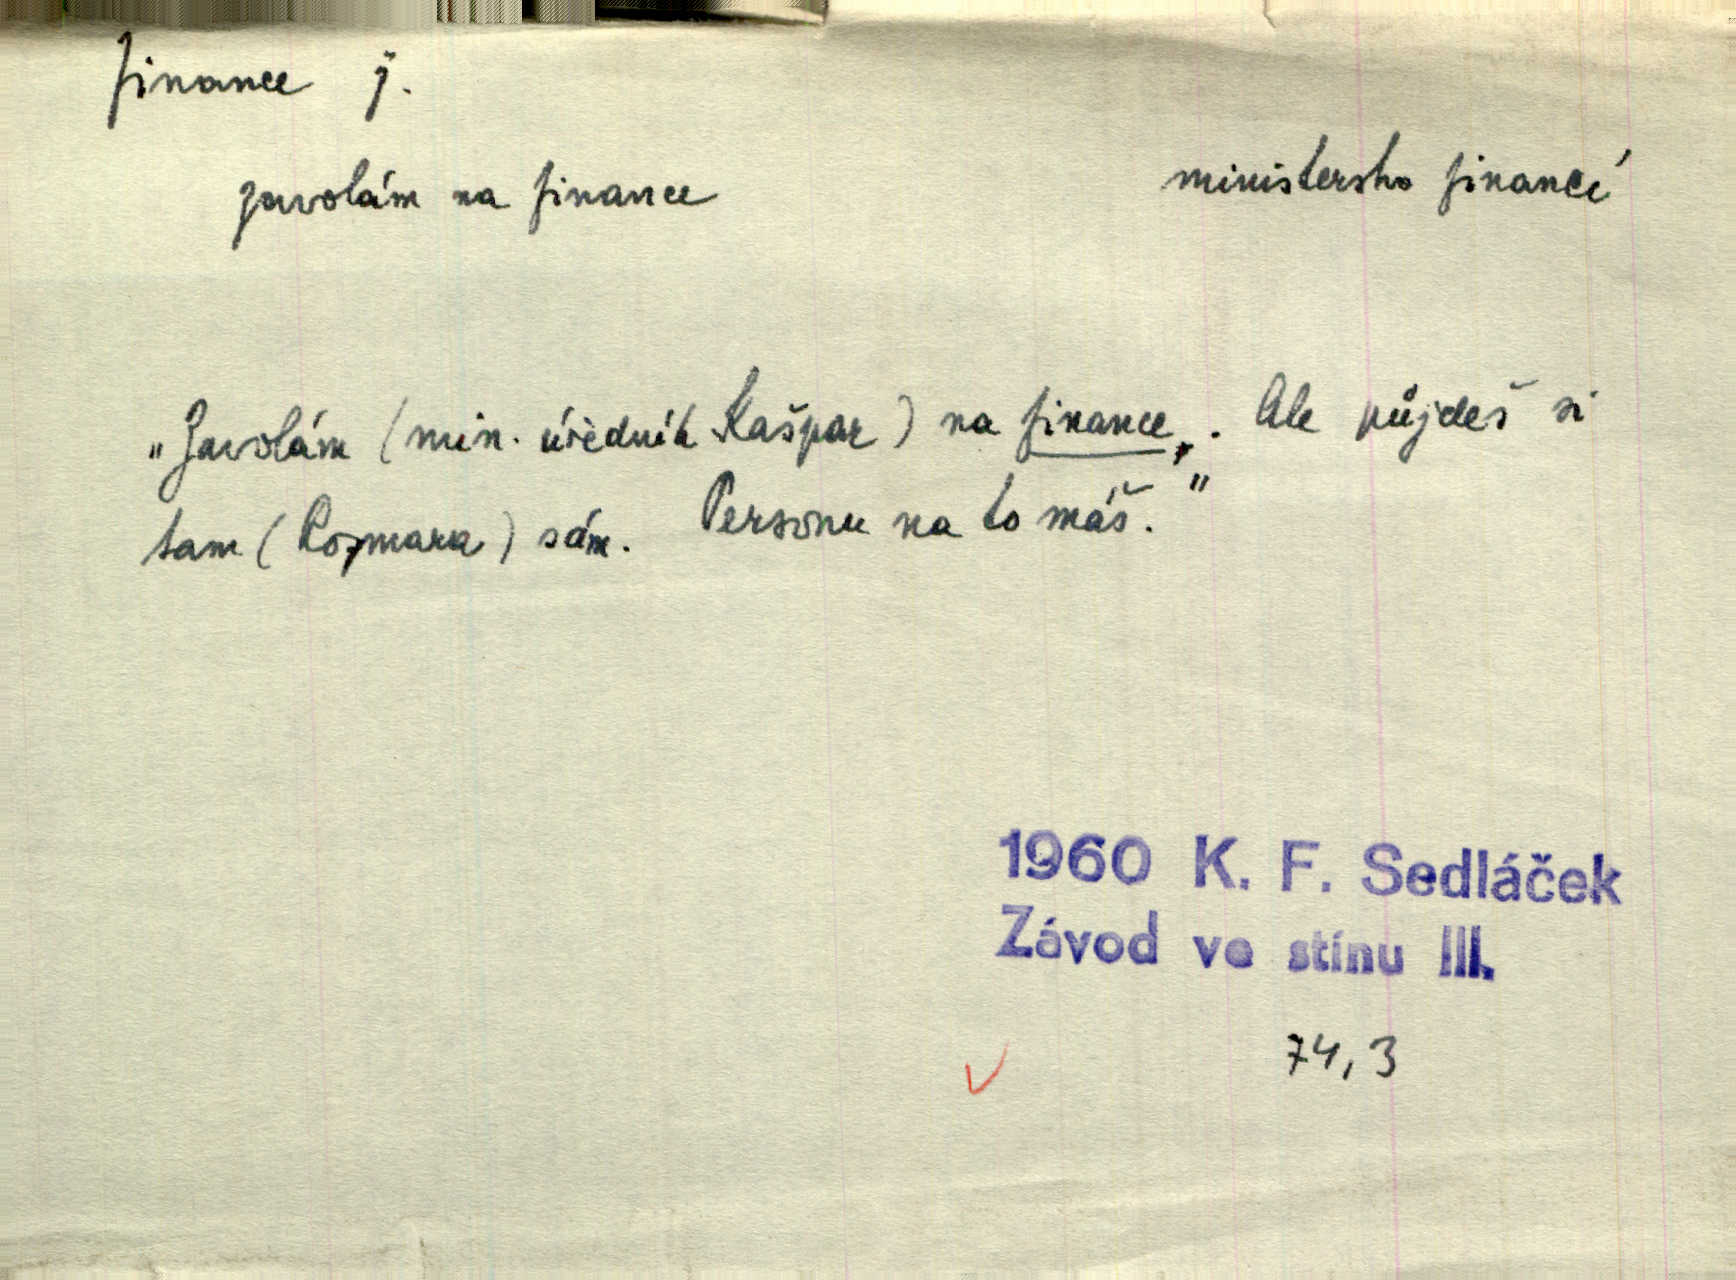 finance ž.
zavolám na finance
ministerstvo financí
„Zavolám (min. úředník Kašpar) na finance„. Ale půjdeš si
tam (Rozmara) sám. Personu na to máš."
1960 K. F. Sedláček
Závod ve stínu III.
74,3